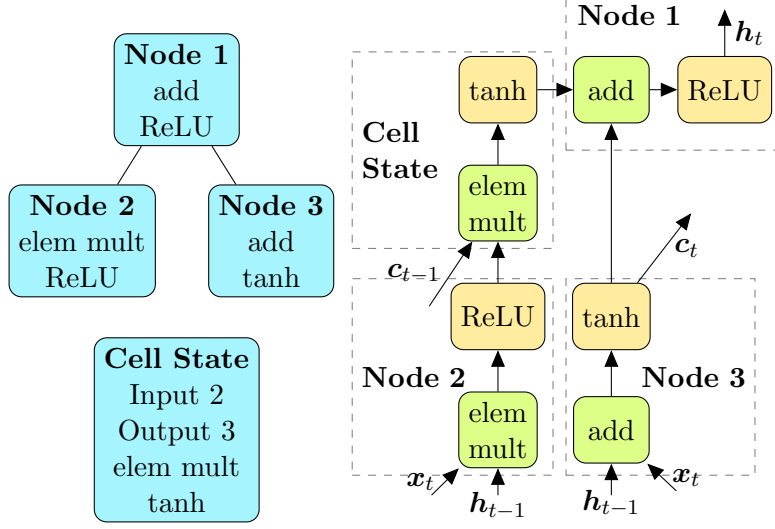 Node 1
add
ReLU
Node 2
elem mult
ReLU
Node 3
add
tanh
Cell State
Input 2
Output 3
elem mult
tanh
Node 1
h_t
tanh
add
ReLU
Cell
State
elem
mult
c_{t−1}
c_t
ReLU
tanh
Node 2
Node 3
elem
mult
add
x_t
h_{t−1}
h_{t−1}
x_t